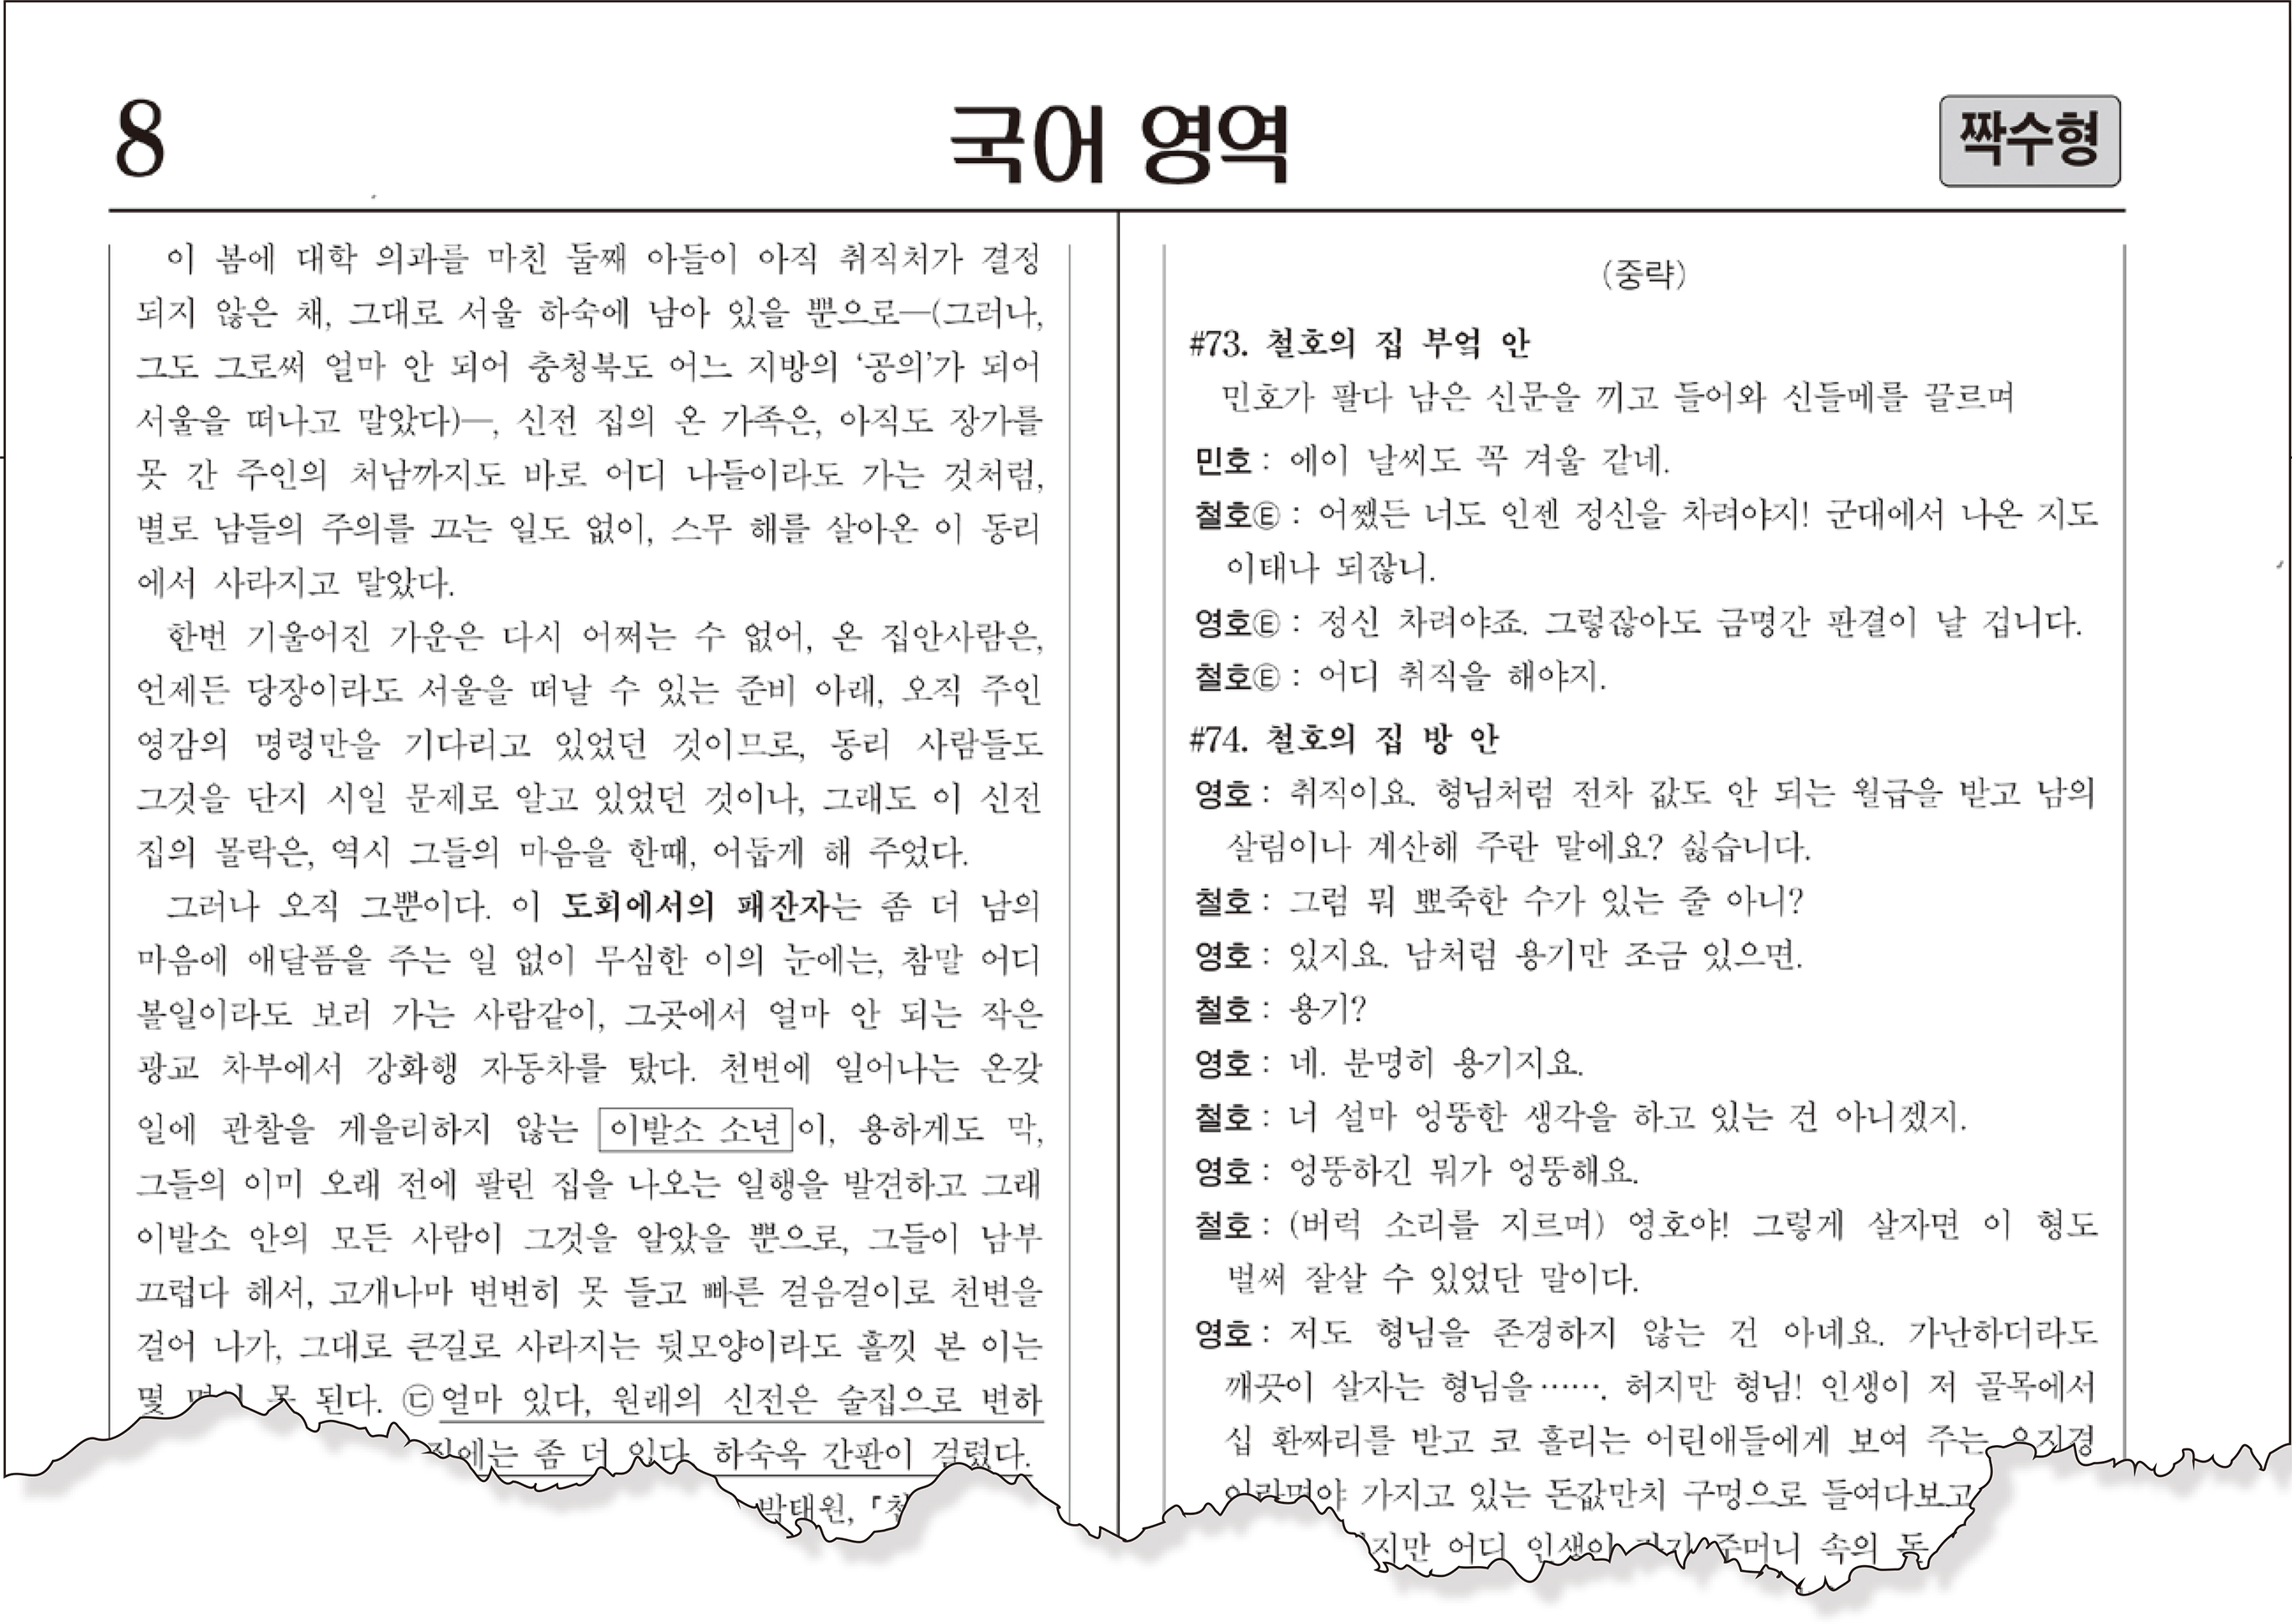 8
국어 영역
짝수형
이 봄에 대학 의과를 마친 둘째 아들이 아직 취직처가 결정
되지 않은 채, 그대로 서울 하숙에 남아 있을 뿐으로—(그러나,
그도 그로써 얼마 안 되어 충청북도 어느 지방의 ‘공의’가 되어
서울을 떠나고 말았다)—, 신전 집의 온 가족은, 아직도 장가를
못 간 주인의 처남까지도 바로 어디 나들이라도 가는 것처럼,
별로 남들의 주의를 끄는 일도 없이, 스무 해를 살아온 이 동리
에서 사라지고 말았다.
한번 기울어진 가운은 다시 어쩌는 수 없어, 온 집안사람은,
언제든 당장이라도 서울을 떠날 수 있는 준비 아래, 오직 주인
영감의 명령만을 기다리고 있었던 것이므로, 동리 사람들도
그것을 단지 시일 문제로 알고 있었던 것이나, 그래도 이 신전
집의 몰락은, 역시 그들의 마음을 한때, 어둡게 해 주었다.
그러나 오직 그뿐이다. 이 도회에서의 패잔자는 좀 더 남의
마음에 애달픔을 주는 일 없이 무심한 이의 눈에는, 참말 어디
볼일이라도 보러 가는 사람같이, 그곳에서 얼마 안 되는 작은
광교 차부에서 강화행 자동차를 탔다. 천변에 일어나는 온갖
일에 관찰을 게을리하지 않는 이발소 소년이, 용하게도 막,
그들의 이미 오래 전에 팔린 집을 나오는 일행을 발견하고 그래
이발소 안의 모든 사람이 그것을 알았을 뿐으로, 그들이 남부
끄럽다 해서, 고개나마 변변히 못 들고 빠른 걸음걸이로 천변을
걸어 나가, 그대로 큰길로 사라지는 뒷모양이라도 흘낏 본 이는
몇 못 된다. ㉢얼마 있다, 원래의 신전은 술집으로 변하
좀 더 있다 하숙옥 간판이 걸렸다.
박태원, 「천
(중략)
#73. 철호의 집 부엌 안
민호가 팔다 남은 신문을 끼고 들어와 신들메를 끌르며
민호 : 에이 날씨도 꼭 겨울 같네.
철호Ⓔ : 어쨌든 너도 인젠 정신을 차려야지! 군대에서 나온 지도
이태나 되잖니.
영호Ⓔ : 정신 차려야죠. 그렇잖아도 금명간 판결이 날 겁니다.
철호Ⓔ : 어디 취직을 해야지.
#74. 철호의 집 방 안
영호 : 취직이요. 형님처럼 전차 값도 안 되는 월급을 받고 남의
살림이나 계산해 주란 말에요? 싫습니다.
철호 : 그럼 뭐 뾰죽한 수가 있는 줄 아니?
영호 : 있지요. 남처럼 용기만 조금 있으면.
철호 : 용기?
영호 : 네. 분명히 용기지요.
철호 : 너 설마 엉뚱한 생각을 하고 있는 건 아니겠지.
영호 : 엉뚱하긴 뭐가 엉뚱해요.
철호 : (버럭 소리를 지르며) 영호야! 그렇게 살자면 이 형도
벌써 잘살 수 있었단 말이다.
영호 : 저도 형님을 존경하지 않는 건 아녜요. 가난하더라도
깨끗이 살자는 형님을……. 허지만 형님! 인생이 저 골목에서
십 환짜리를 받고 코 흘리는 어린애들에게 보여 주는 요지경
이라면야 가지고 있는 돈값만치 구멍으로 들여다보고
지만 어디 인생이 자기 주머니 속의 돈